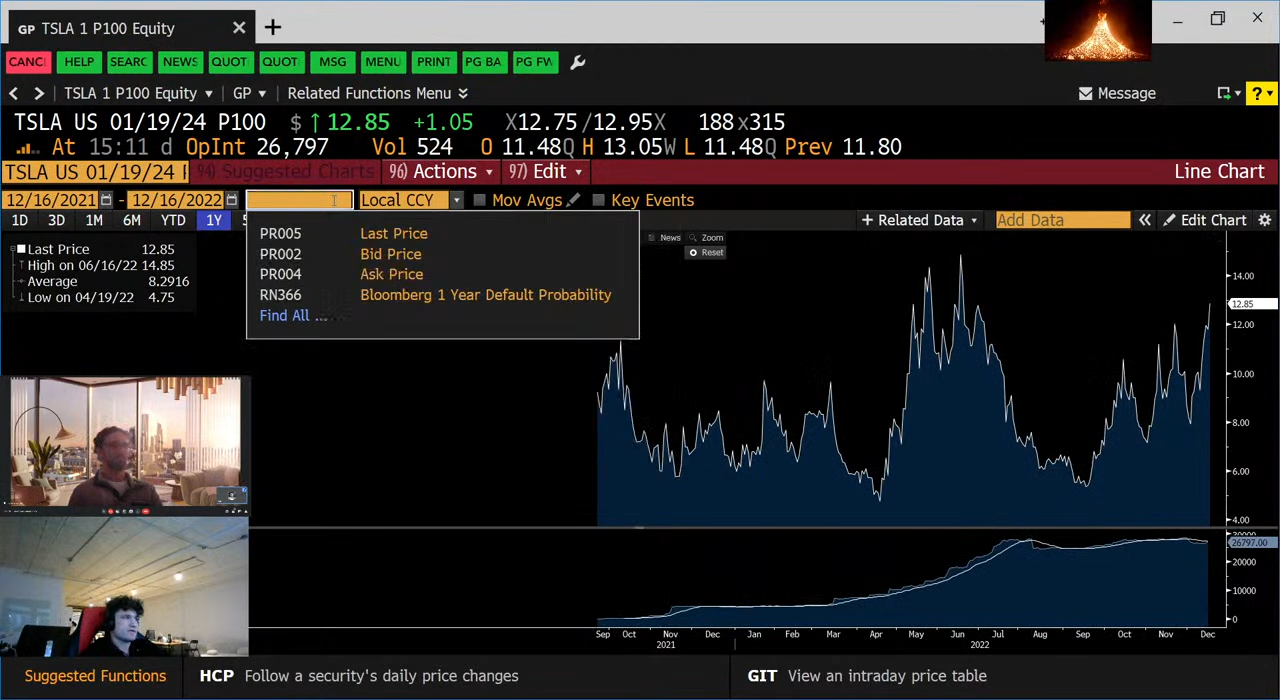 GP TSLA 1 P100 Equity
CANC HELP SEARC NEWS QUOT QUOT MSG MENU PRINT PG BA PG FW
TSLA 1 P100 Equity GP Related Functions Menu Message ?
TSLA US 01/19/24 P100 $ ↑12.85 +1.05 X12.75/12.95X 188x315
At 15:11 d OpInt 26,797 Vol 524 O 11.48Q H 13.05W L 11.48Q Prev 11.80
TSLA US 01/19/24 94) Suggested Charts 96) Actions 97) Edit Line Chart
12/16/2021 - 12/16/2022 Local CCY Mov Avgs Key Events
1D 3D 1M 6M YTD 1Y 5 + Related Data Add Data « Edit Chart
PR005 Last Price
PR002 Bid Price
PR004 Ask Price
RN366 Bloomberg 1 Year Default Probability
Find All ...
News Zoom
Reset
Last Price 12.85
High on 06/16/22 14.85
Average 8.2916
Low on 04/19/22 4.75
14.00
12.85
12.00
10.00
8.00
6.00
4.00
30000
26797.00
20000
10000
0
Sep Oct Nov Dec Jan Feb Mar Apr May Jun Jul Aug Sep Oct Nov Dec
2021 2022
Suggested Functions HCP Follow a security's daily price changes GIT View an intraday price table